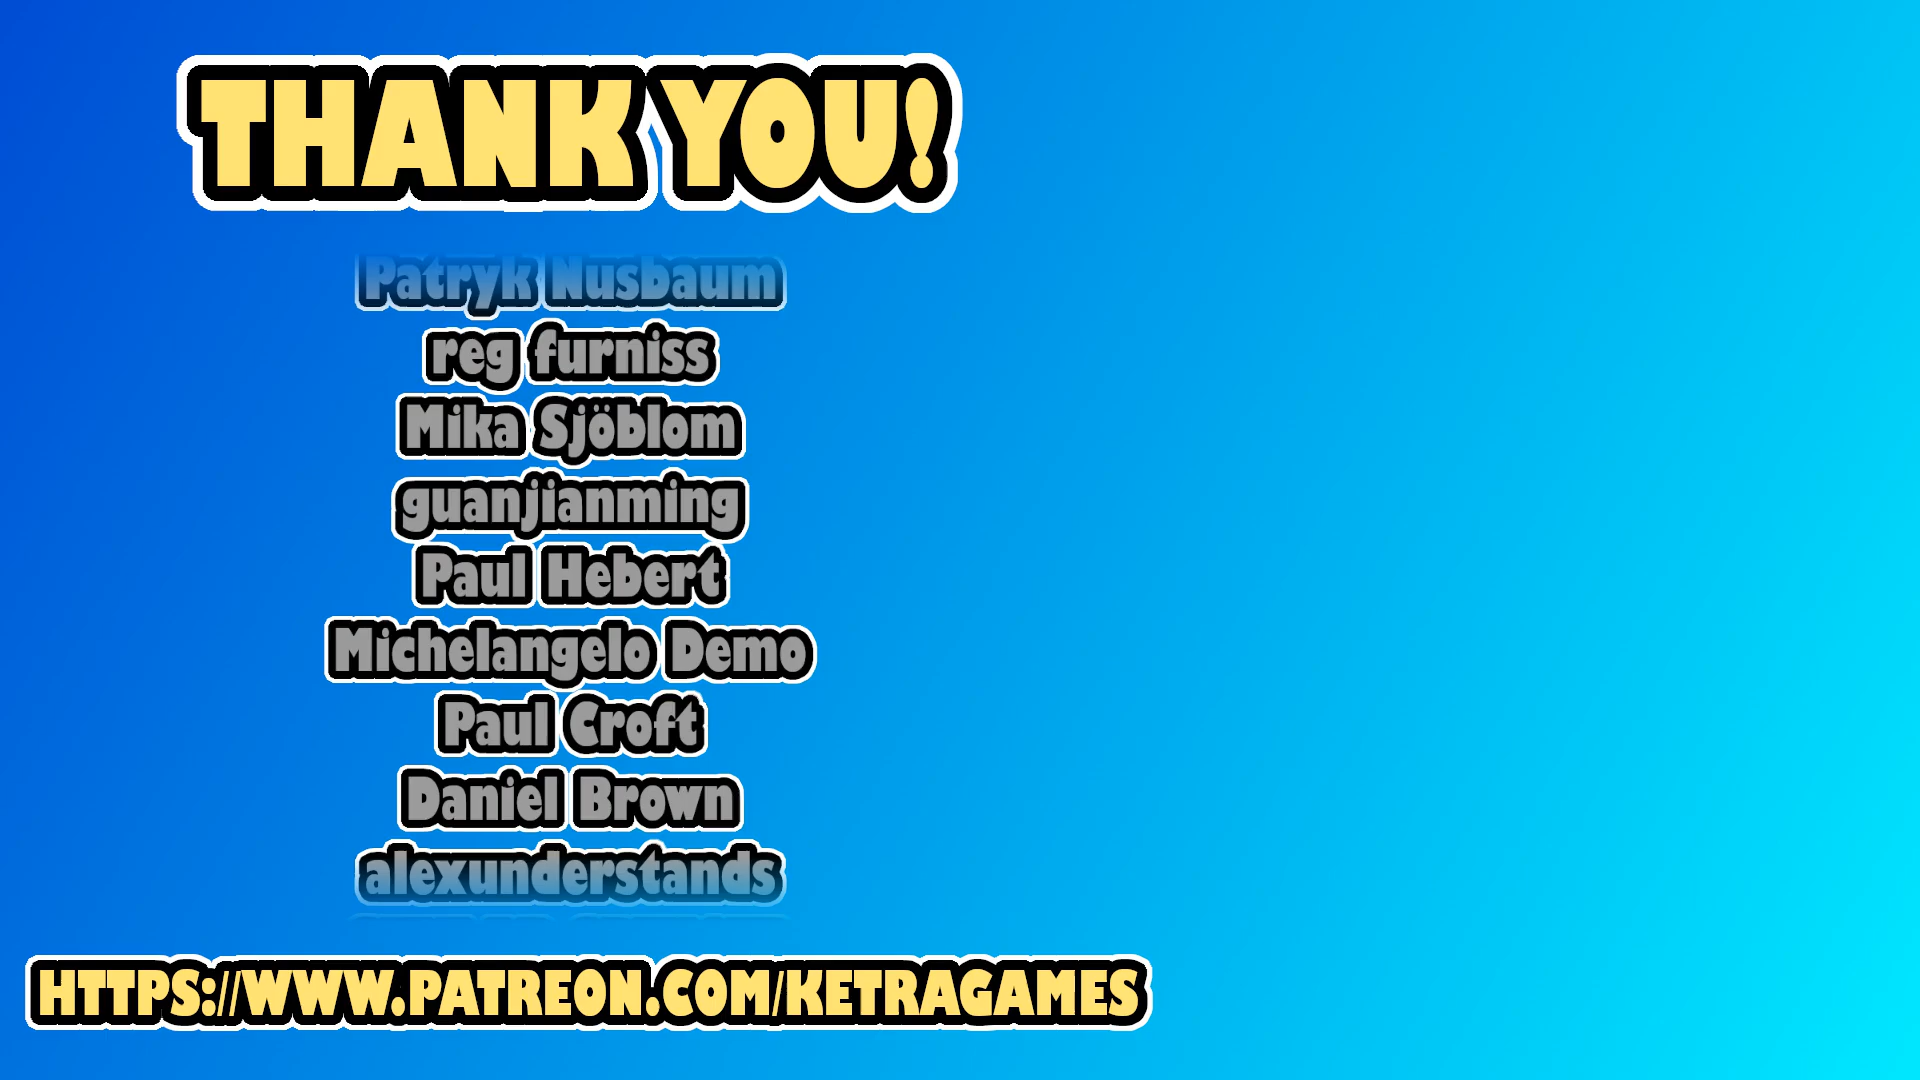 THANK YOU!
Patryk Nusbaum
reg furniss
Mika Sjöblom
guanjianming
Paul Hebert
Michelangelo Demo
Paul Croft
Daniel Brown
alexunderstands
HTTPS://WWW.PATREON.COM/KETRAGAMES